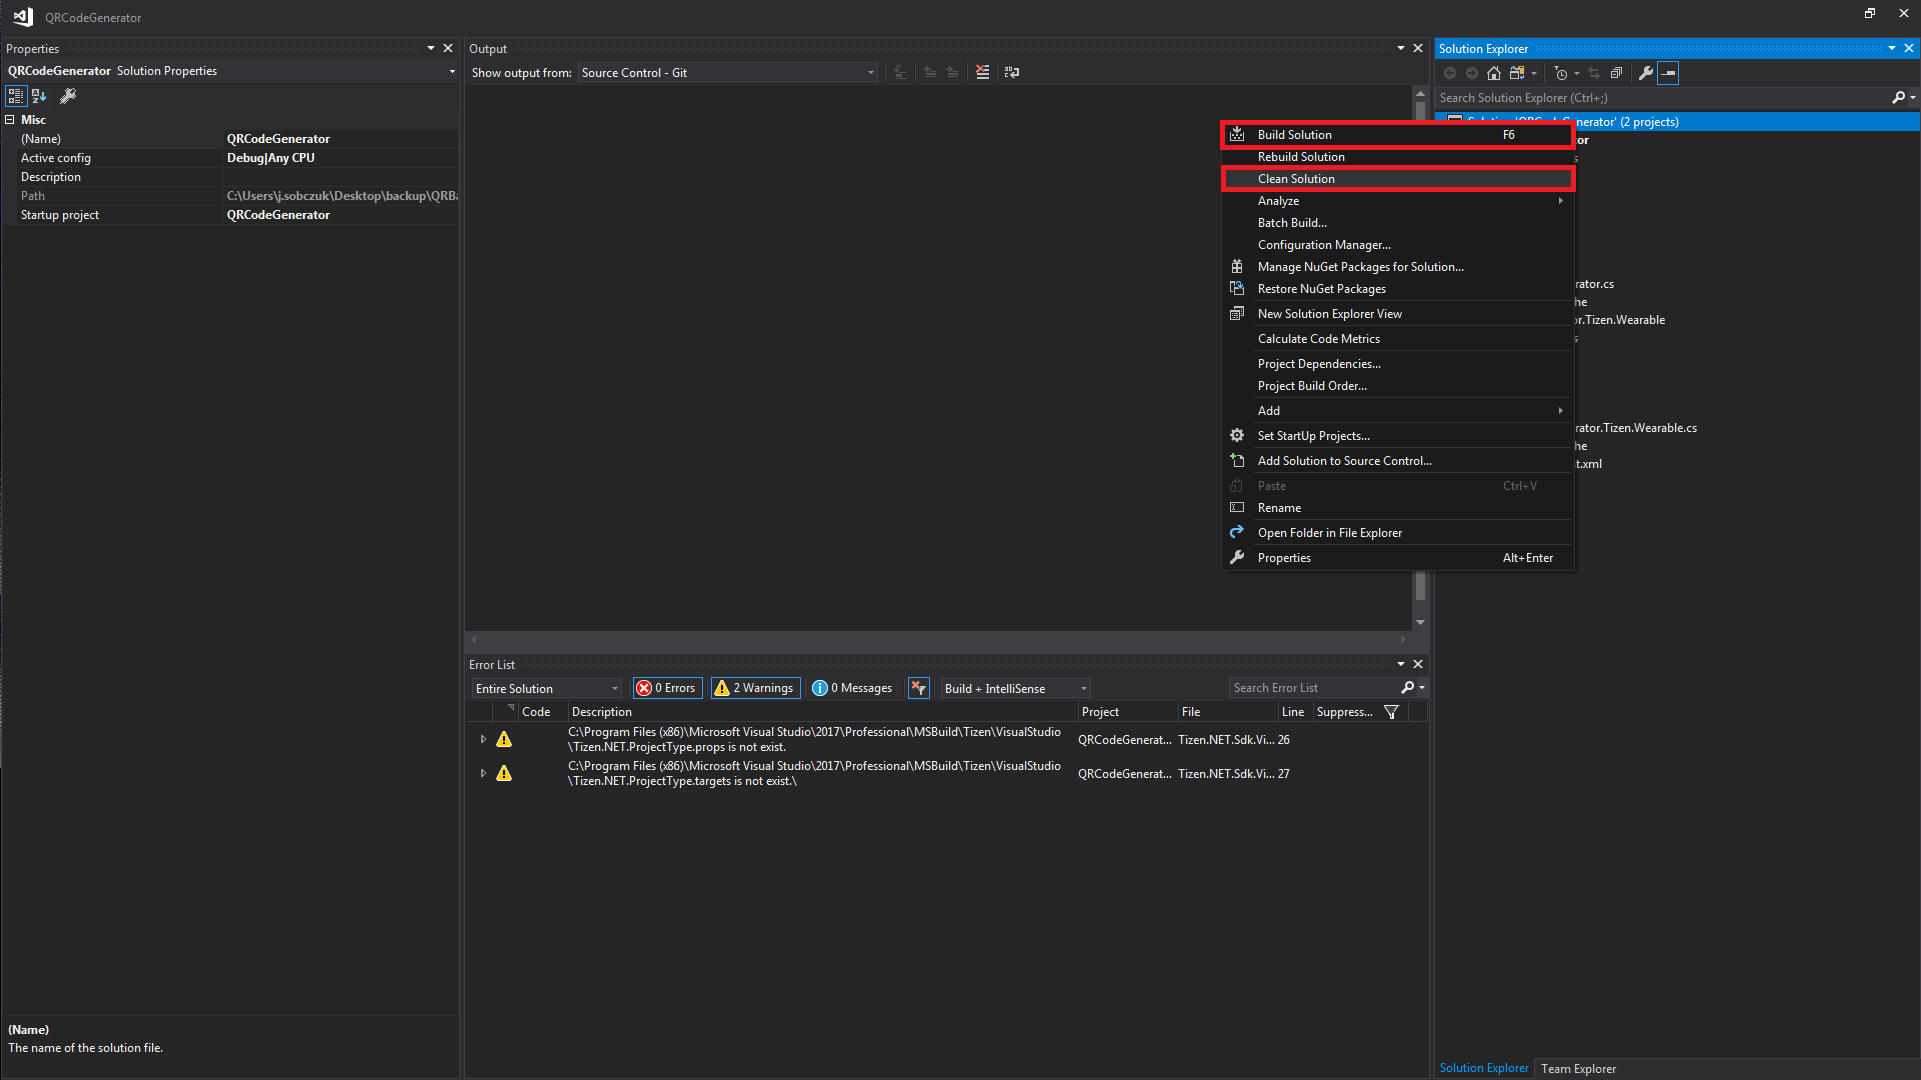 QRCodeGenerator
Properties
QRCodeGenerator Solution Properties
Misc
(Name) QRCodeGenerator
Active config Debug|Any CPU
Description
Path C:\Users\j.sobczuk\Desktop\backup\QRBa
Startup project QRCodeGenerator
(Name)
The name of the solution file.
Output
Show output from: Source Control - Git
Build Solution F6
Rebuild Solution
Clean Solution
Analyze
Batch Build...
Configuration Manager...
Manage NuGet Packages for Solution...
Restore NuGet Packages
New Solution Explorer View
Calculate Code Metrics
Project Dependencies...
Project Build Order...
Add
Set StartUp Projects...
Add Solution to Source Control...
Paste Ctrl+V
Rename
Open Folder in File Explorer
Properties Alt+Enter
Error List
Entire Solution 0 Errors 2 Warnings 0 Messages Build + IntelliSense Search Error List
Code Description Project File Line Suppress...
C:\Program Files (x86)\Microsoft Visual Studio\2017\Professional\MSBuild\Tizen\VisualStudio
\Tizen.NET.ProjectType.props is not exist.
QRCodeGenerat... Tizen.NET.Sdk.Vi... 26
C:\Program Files (x86)\Microsoft Visual Studio\2017\Professional\MSBuild\Tizen\VisualStudio
\Tizen.NET.ProjectType.targets is not exist.\
QRCodeGenerat... Tizen.NET.Sdk.Vi... 27
Solution Explorer
Search Solution Explorer (Ctrl+;)
nerator' (2 projects)
or
s
rator.cs
he
or.Tizen.Wearable
s
rator.Tizen.Wearable.cs
he
t.xml
Solution Explorer Team Explorer